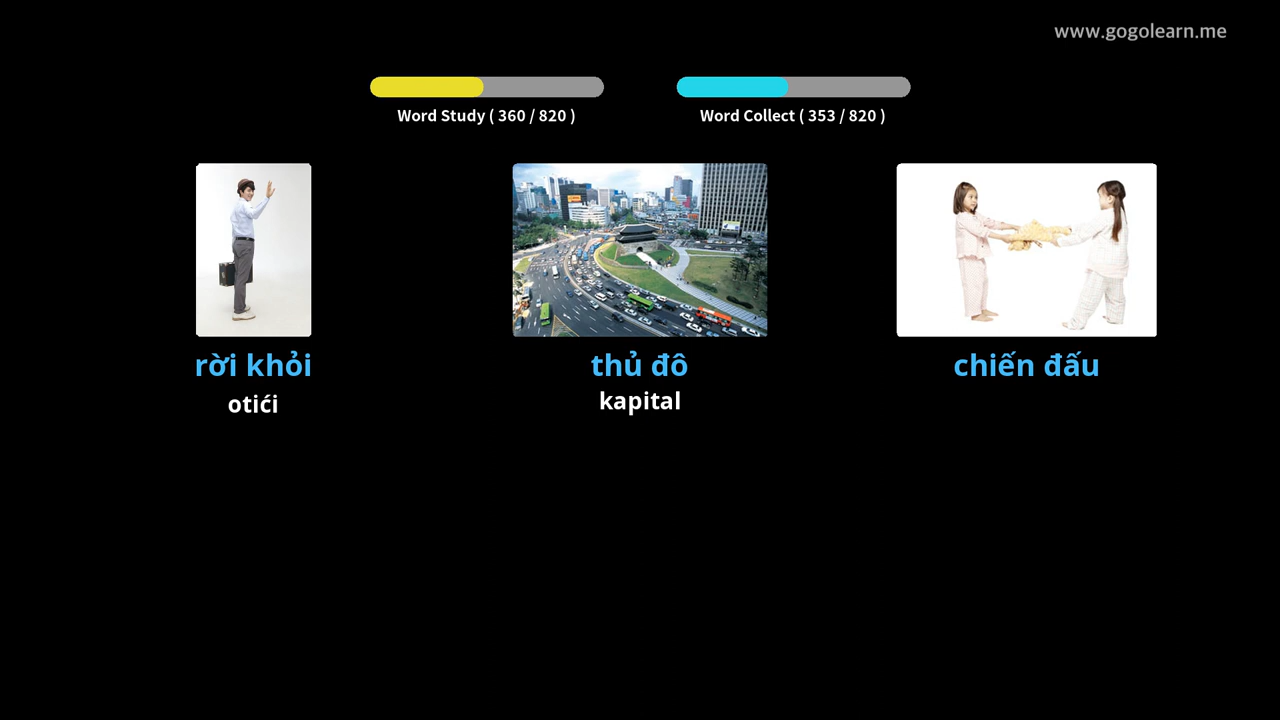 www.gogolearn.me
Word Study ( 360 / 820 )
Word Collect ( 353 / 820 )
rời khỏi
thủ đô
chiến đấu
otići
kapital